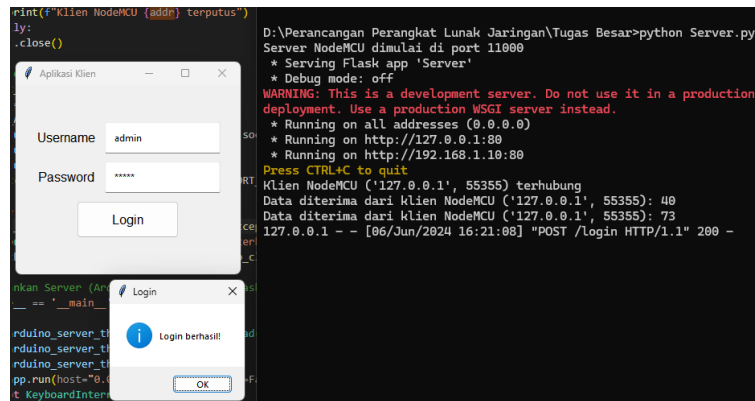 print(f"Klien NodeMCU {addr} terputus")
ly:
.close()
Aplikasi Klien
Username admin
Password *****
Login
Login
Login berhasil!
OK
nkan Server (Ar
__ == '__main__'
rduino_server_th
rduino_server_th
rduino_server_th
pp.run(host="0.
t KeyboardInter
D:\Perancangan Perangkat Lunak Jaringan\Tugas Besar>python Server.py
Server NodeMCU dimulai di port 11000
* Serving Flask app 'Server'
* Debug mode: off
WARNING: This is a development server. Do not use it in a production
deployment. Use a production WSGI server instead.
* Running on all addresses (0.0.0.0)
* Running on http://127.0.0.1:80
* Running on http://192.168.1.10:80
Press CTRL+C to quit
Klien NodeMCU ('127.0.0.1', 55355) terhubung
Data diterima dari klien NodeMCU ('127.0.0.1', 55355): 40
Data diterima dari klien NodeMCU ('127.0.0.1', 55355): 73
127.0.0.1 - - [06/Jun/2024 16:21:08] "POST /login HTTP/1.1" 200 -